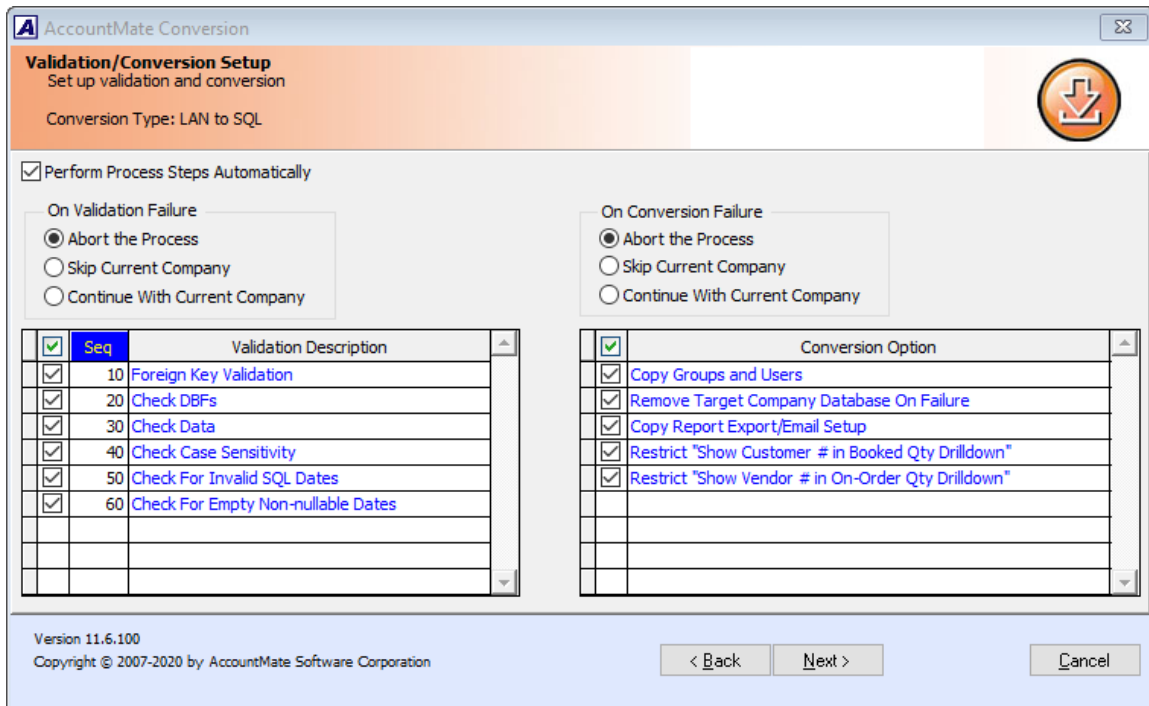 AccountMate Conversion
Validation/Conversion Setup
Set up validation and conversion
Conversion Type: LAN to SQL
Perform Process Steps Automatically
On Validation Failure
Abort the Process
Skip Current Company
Continue With Current Company
On Conversion Failure
Abort the Process
Skip Current Company
Continue With Current Company
Seq Validation Description
10 Foreign Key Validation
20 Check DBFs
30 Check Data
40 Check Case Sensitivity
50 Check For Invalid SQL Dates
60 Check For Empty Non-nullable Dates
Conversion Option
Copy Groups and Users
Remove Target Company Database On Failure
Copy Report Export/Email Setup
Restrict "Show Customer # in Booked Qty Drilldown"
Restrict "Show Vendor # in On-Order Qty Drilldown"
Version 11.6.100
Copyright © 2007-2020 by AccountMate Software Corporation
< Back
Next >
Cancel